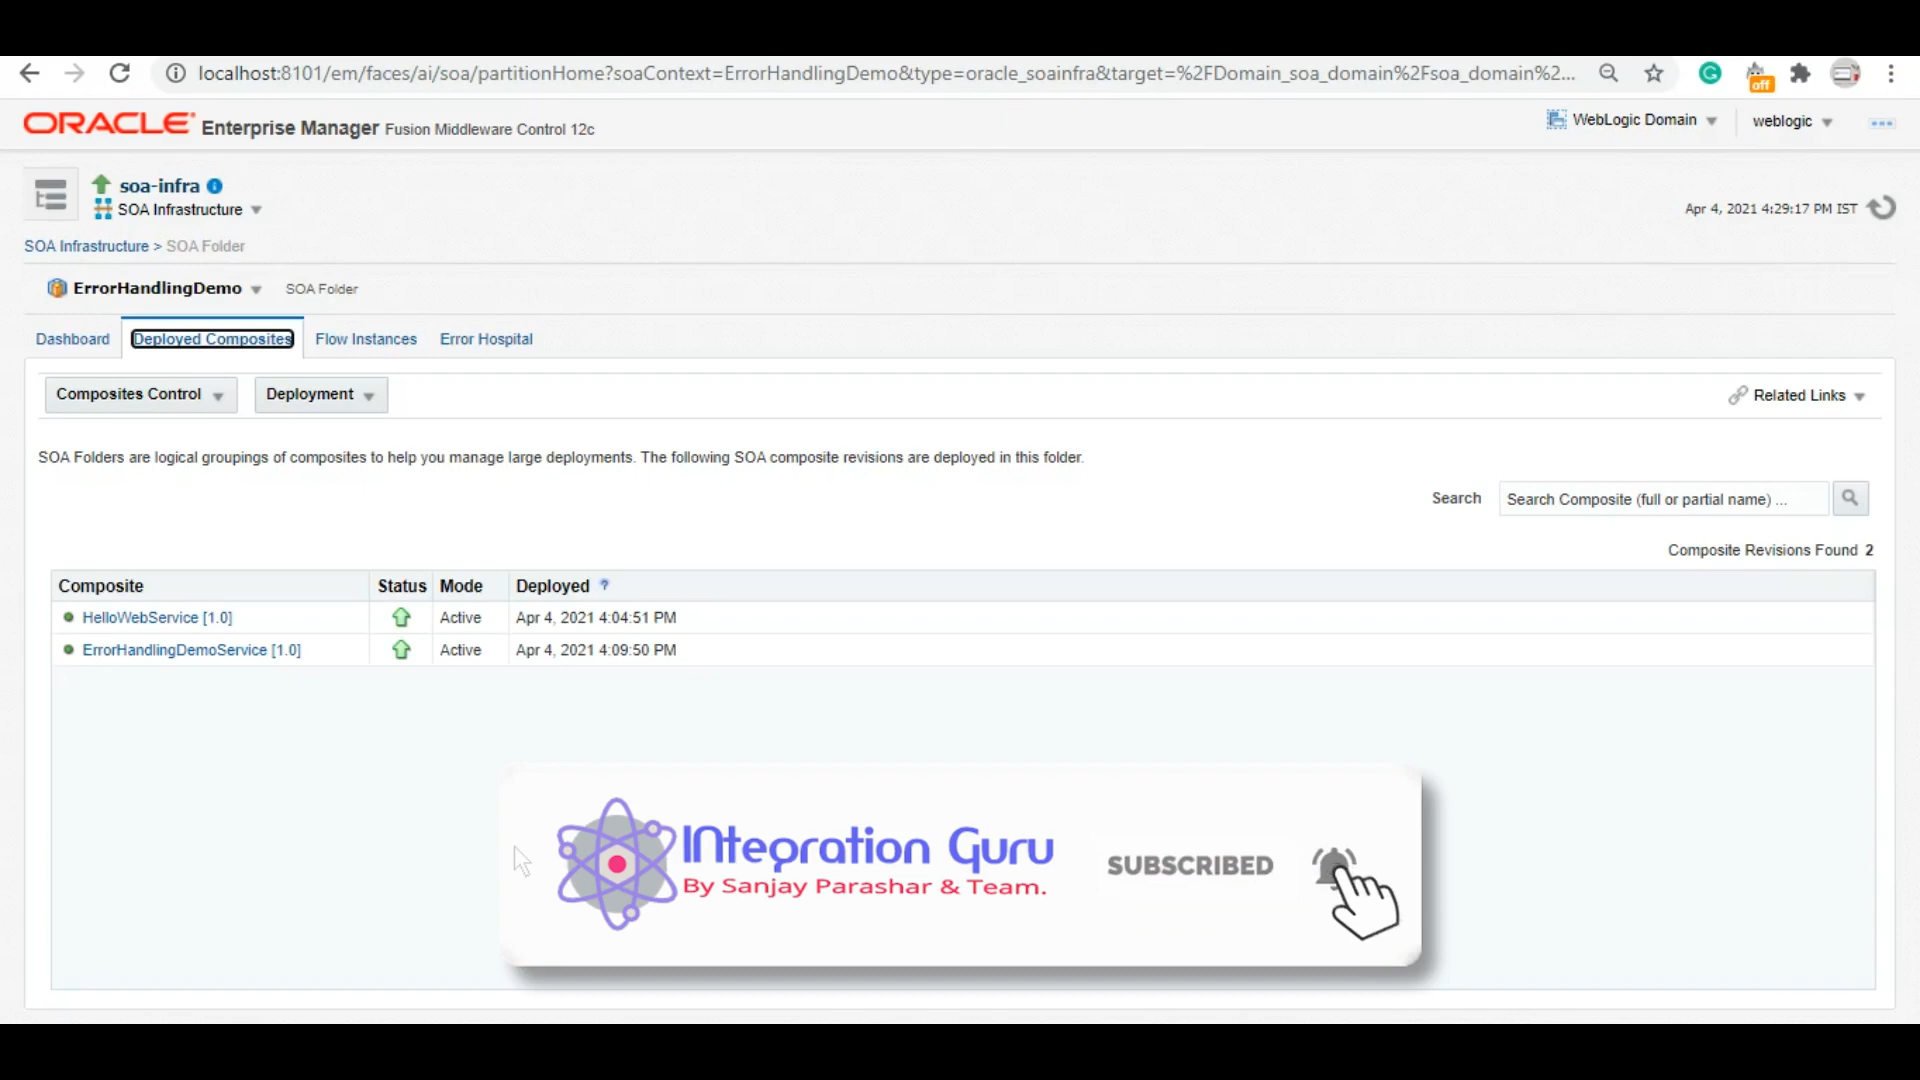 localhost:8101/em/faces/ai/soa/partitionHome?soaContext=ErrorHandlingDemo&type=oracle_soainfra&target=%2FDomain_soa_domain%2Fsoa_domain%2...
off
ORACLE Enterprise Manager Fusion Middleware Control 12c
WebLogic Domain
weblogic
soa-infra
SOA Infrastructure
Apr 4, 2021 4:29:17 PM IST
SOA Infrastructure > SOA Folder
ErrorHandlingDemo SOA Folder
Dashboard Deployed Composites Flow Instances Error Hospital
Composites Control Deployment Related Links
SOA Folders are logical groupings of composites to help you manage large deployments. The following SOA composite revisions are deployed in this folder.
Search Search Composite (full or partial name) ...
Composite Revisions Found 2
Composite Status Mode Deployed ?
HelloWebService [1.0] Active Apr 4, 2021 4:04:51 PM
ErrorHandlingDemoService [1.0] Active Apr 4, 2021 4:09:50 PM
INtegration Guru
By Sanjay Parashar & Team.
SUBSCRIBED